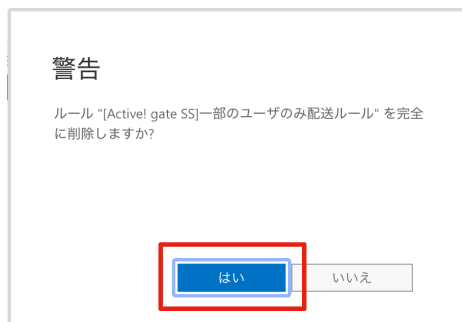 警告
ルール "[Active! gate SS]一部のユーザのみ配送ルール" を完全
に削除しますか?
はい
いいえ